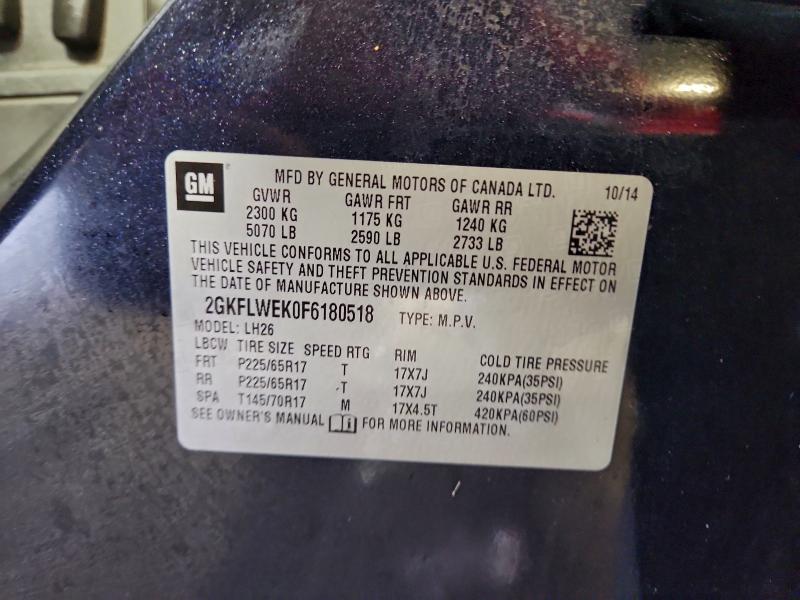 GM MFD BY GENERAL MOTORS OF CANADA LTD. 10/14
GVWR GAWR FRT GAWR RR
2300 KG 1175 KG 1240 KG
5070 LB 2590 LB 2733 LB
THIS VEHICLE CONFORMS TO ALL APPLICABLE U.S. FEDERAL MOTOR
VEHICLE SAFETY AND THEFT PREVENTION STANDARDS IN EFFECT ON
THE DATE OF MANUFACTURE SHOWN ABOVE.
2GKFLWEK0F6180518 TYPE: M.P.V.
MODEL: LH26
LBCW TIRE SIZE SPEED RTG RIM COLD TIRE PRESSURE
FRT P225/65R17 T 17X7J 240KPA(35PSI)
RR P225/65R17 -T 17X7J 240KPA(35PSI)
SPA T145/70R17 M 17X4.5T 420KPA(60PSI)
SEE OWNER'S MANUAL FOR MORE INFORMATION.